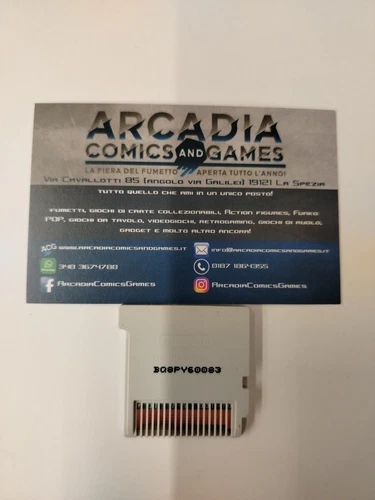 ARCADIA
COMICS AND GAMES
LA FIERA DEL FUMETTO APERTA TUTTO L'ANNO!
VIA CAVALLOTTI 85 (ANGOLO VIA GALILEI) 19121 LA SPEZIA
TUTTO QUELLO CHE AMI IN UN UNICO POSTO!
FUMETTI, GIOCHI DI CARTE COLLEZIONABILI, ACTION FIGURES, FUNKO
POP, GIOCHI DA TAVOLO, VIDEOGIOCHI, RETROGAMING, GIOCHI DI RUOLO,
GADGET E MOLTO ALTRO ANCORA!
ACG WWW.ARCADIACOMICSANDGAMES.IT
INFO@ARCADIACOMICSANDGAMES.IT
348 3674788
0187 1864355
ARCADIACOMICSGAMES
ARCADIACOMICSGAMES
BQ8PY60083